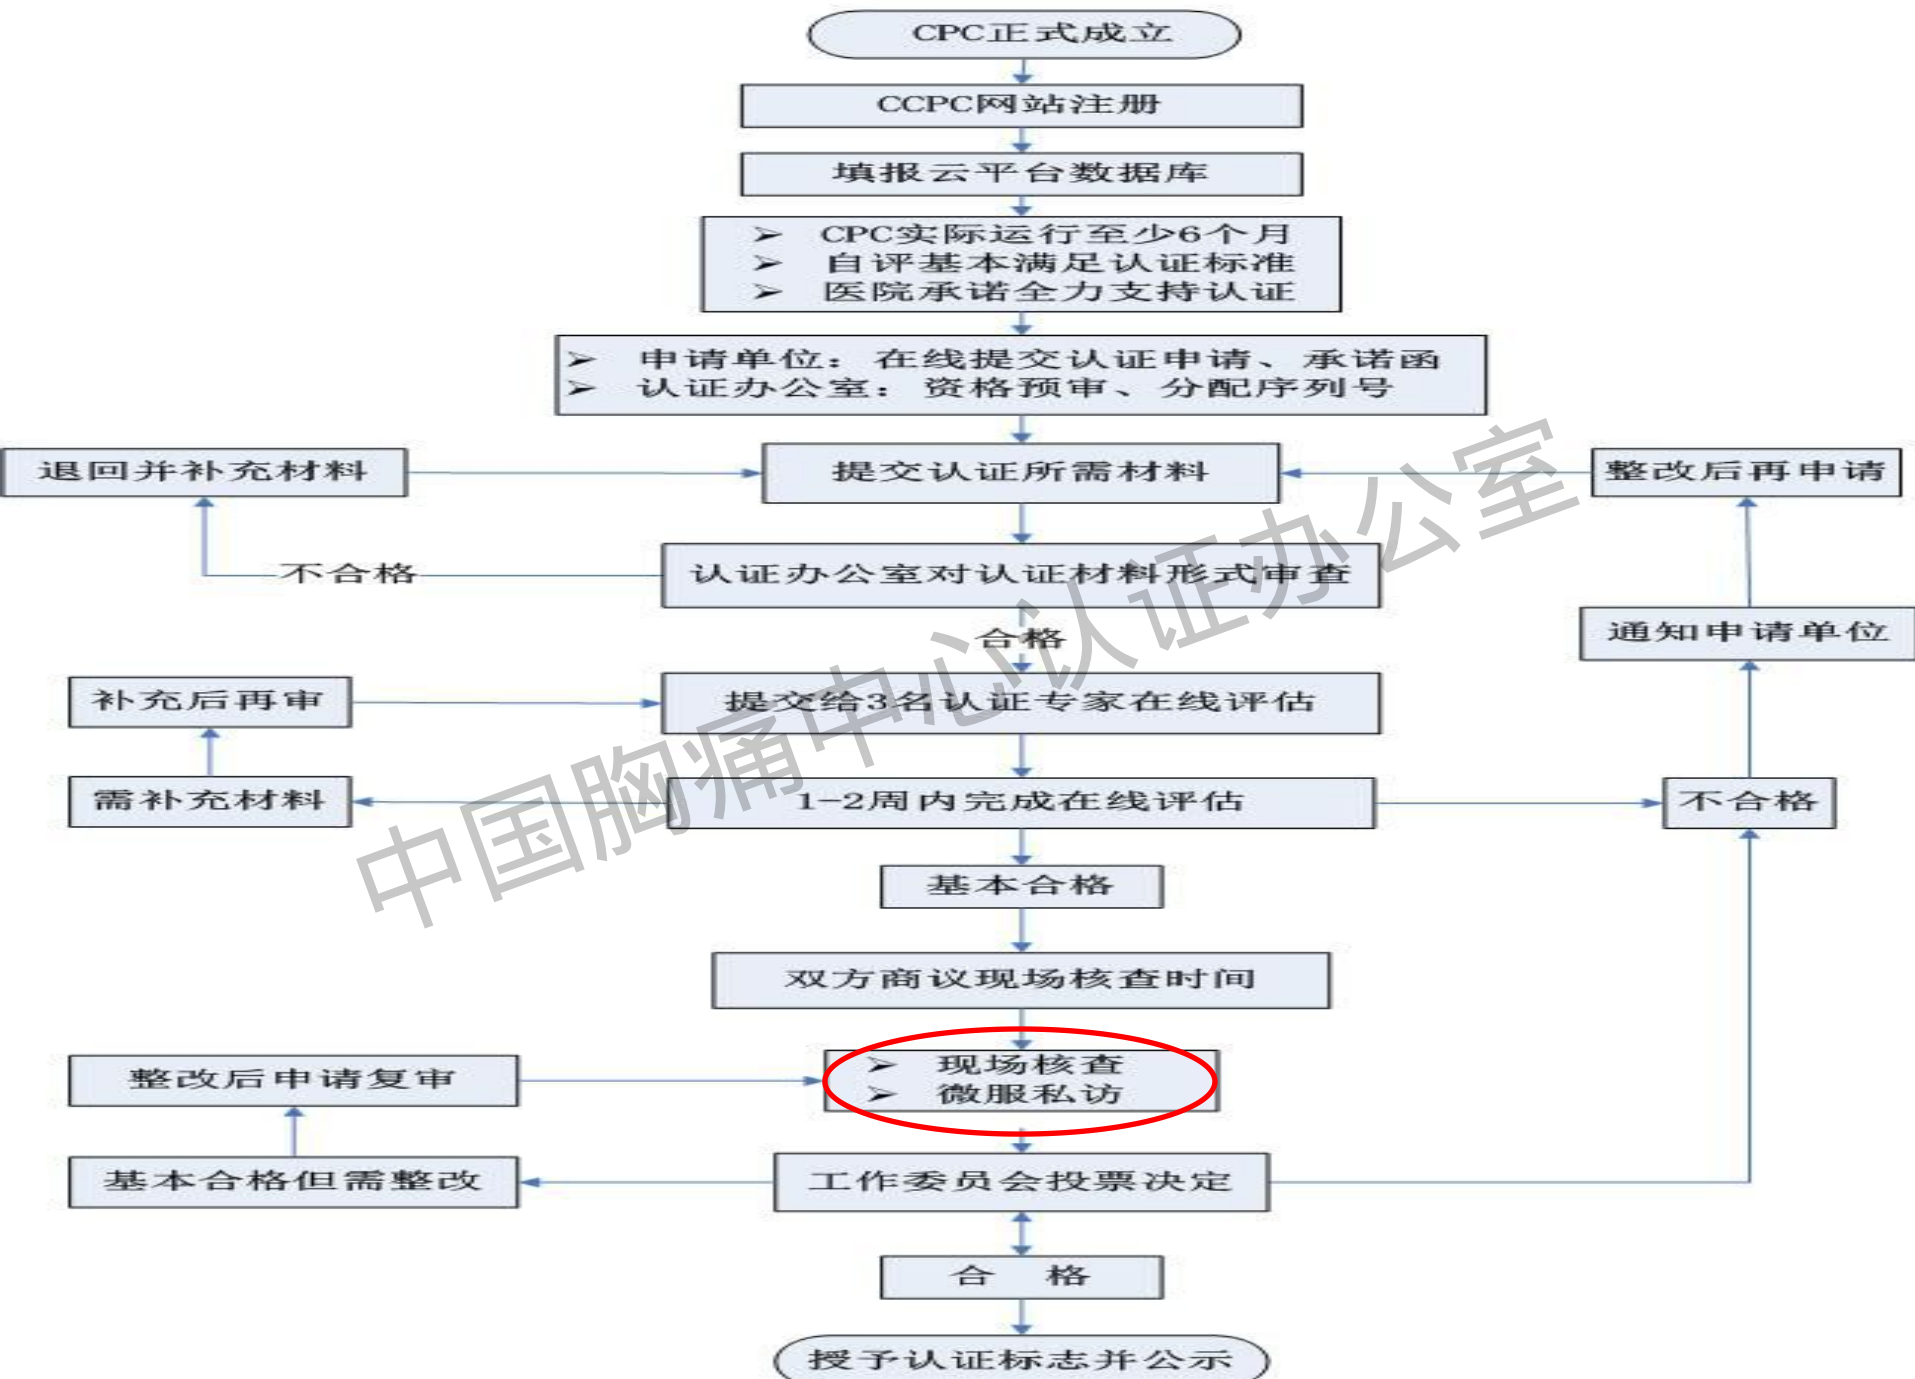 CPC正式成立
CCPC网站注册
填报云平台数据库
➢ CPC实际运行至少6个月
➢ 自评基本满足认证标准
➢ 医院承诺全力支持认证
➢ 申请单位：在线提交认证申请、承诺函
➢ 认证办公室：资格预审、分配序列号
退回并补充材料
提交认证所需材料
整改后再申请
不合格
认证办公室对认证材料形式审查
合格
通知申请单位
补充后再审
提交给3名认证专家在线评估
需补充材料
1-2周内完成在线评估
不合格
基本合格
双方商议现场核查时间
整改后申请复审
➢ 现场核查
➢ 微服私访
基本合格但需整改
工作委员会投票决定
合 格
授予认证标志并公示
中国胸痛中心认证办公室